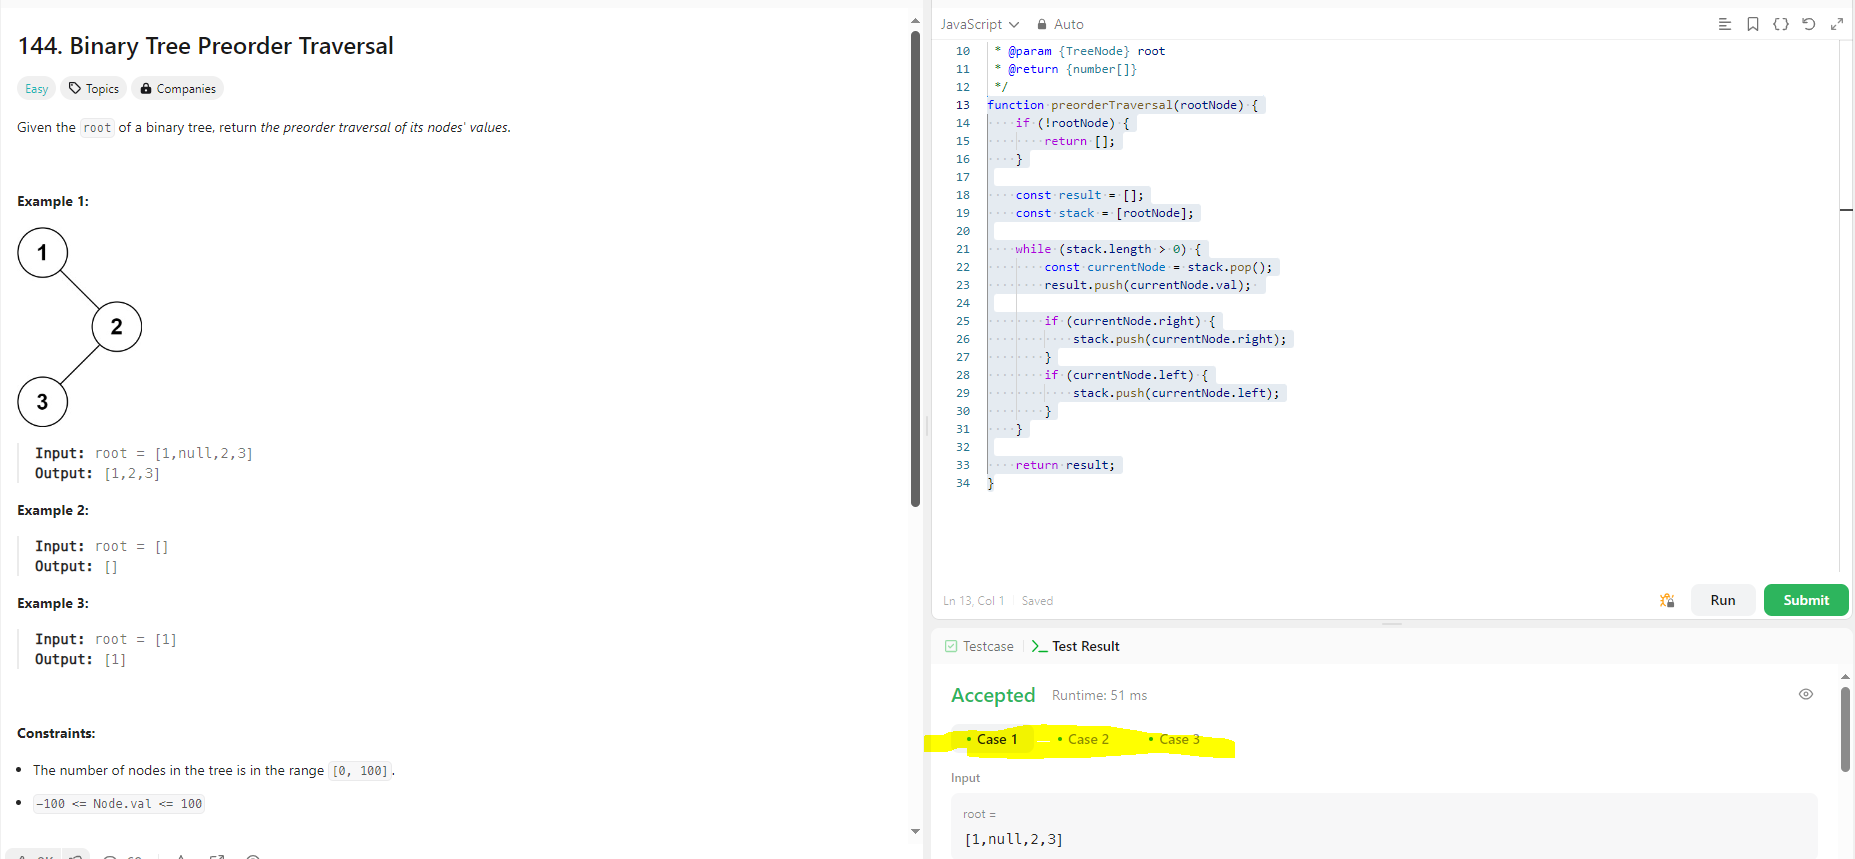 144. Binary Tree Preorder Traversal
Easy
Topics
Companies
Given the root of a binary tree, return the preorder traversal of its nodes' values.
Example 1:
1
2
3
Input: root = [1,null,2,3]
Output: [1,2,3]
Example 2:
Input: root = []
Output: []
Example 3:
Input: root = [1]
Output: [1]
Constraints:
• The number of nodes in the tree is in the range [0, 100].
• -100 <= Node.val <= 100
JavaScript
Auto
10 * @param {TreeNode} root
11 * @return {number[]}
12 */
13 function preorderTraversal(rootNode) {
14 if (!rootNode) {
15 return [];
16 }
17
18 const result = [];
19 const stack = [rootNode];
20
21 while (stack.length > 0) {
22 const currentNode = stack.pop();
23 result.push(currentNode.val);
24
25 if (currentNode.right) {
26 stack.push(currentNode.right);
27 }
28 if (currentNode.left) {
29 stack.push(currentNode.left);
30 }
31 }
32
33 return result;
34 }
Ln 13, Col 1 Saved
Run
Submit
Testcase
Test Result
Accepted Runtime: 51 ms
• Case 1 • Case 2 • Case 3
Input
root =
[1,null,2,3]